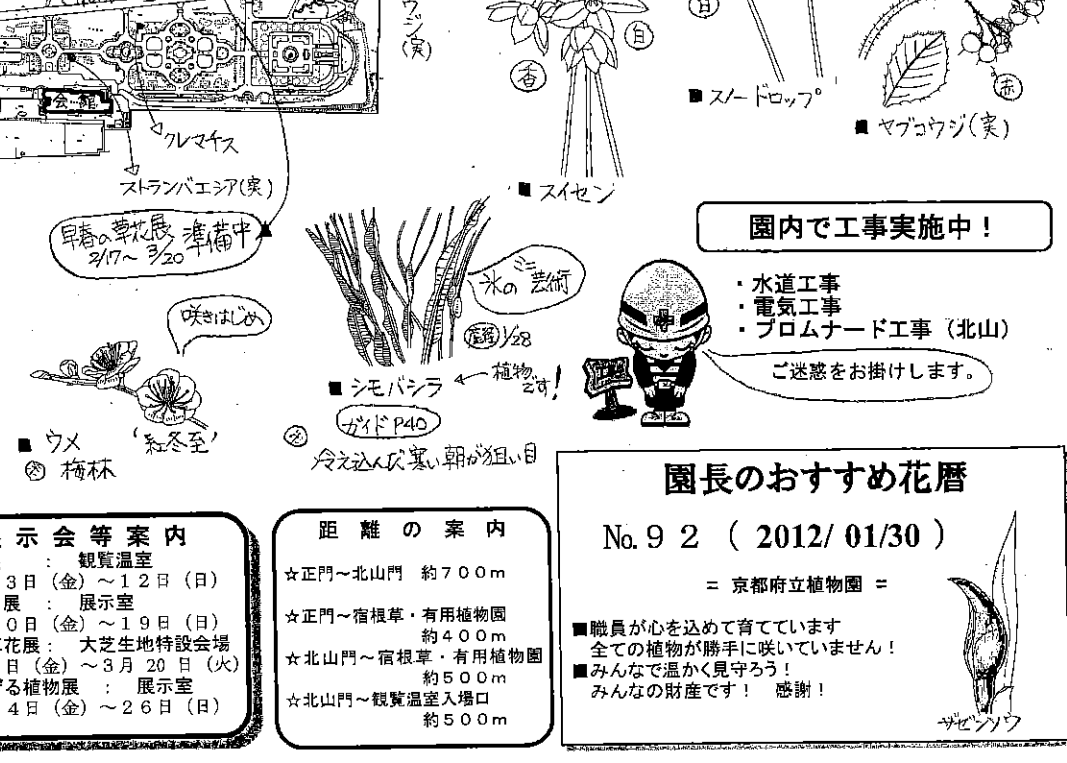 ウジ(実)
白
香
白
■スノードロップ
赤
■ヤブコウジ(実)
会館
クレマチス
ストランバエシア(実)
■スイセン
早春の草花展 準備中
2/17〜3/20
園内で工事実施中！
・水道工事
・電気工事
・プロムナード工事（北山）
ご迷惑をお掛けします。
ミニ
氷の芸術
1/28
咲きはじめ
■シモバシラ ← 植物です！
ガイドP40
冷え込んだ寒い朝が狙い目
■ウメ '紅冬至'
梅林
示会等案内
： 観覧温室
3日（金）〜12日（日）
展 ： 展示室
0日（金）〜19日（日）
花展： 大芝生地特設会場
日（金）〜3月 20 日（火）
る植物展 ： 展示室
4日（金）〜26日（日）
距離の案内
☆正門〜北山門 約700m
☆正門〜宿根草・有用植物園
約400m
☆北山門〜宿根草・有用植物園
約500m
☆北山門〜観覧温室入場口
約500m
園長のおすすめ花暦
No.92（2012/ 01/30）
= 京都府立植物園 =
■職員が心を込めて育てています
全ての植物が勝手に咲いていません！
■みんなで温かく見守ろう！
みんなの財産です！ 感謝！
ザゼンソウ